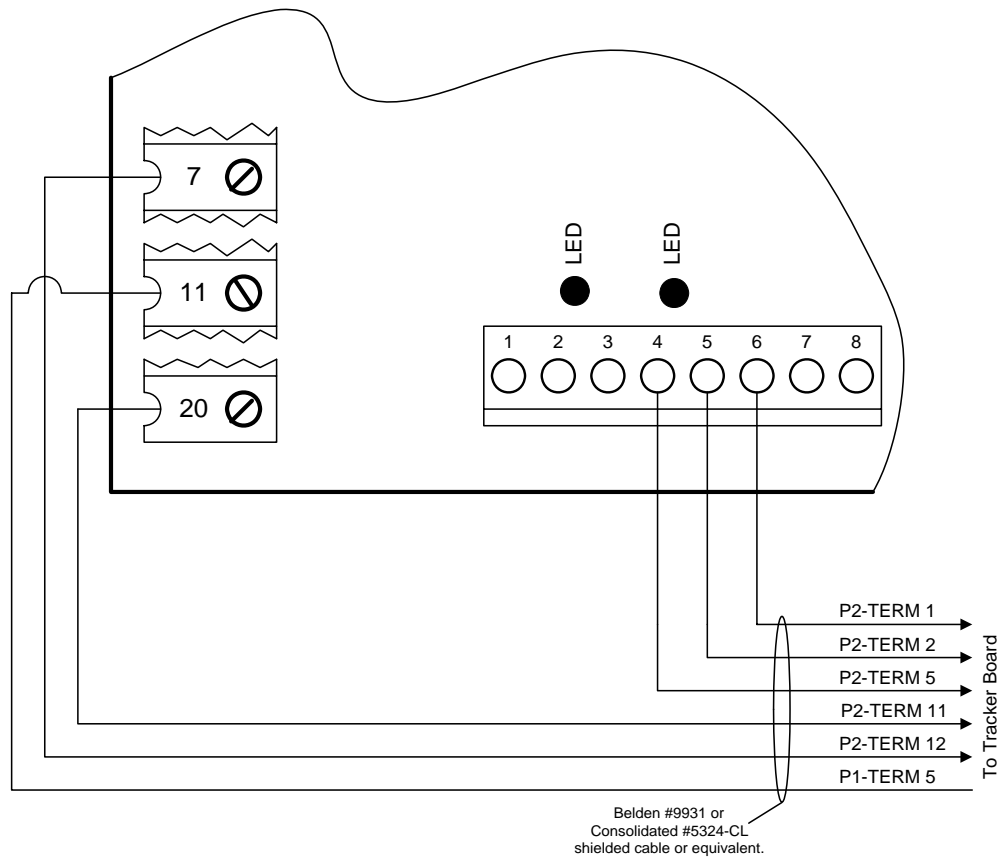 7
11
20
LED
LED
1 2 3 4 5 6 7 8
P2-TERM 1
P2-TERM 2
P2-TERM 5
P2-TERM 11
P2-TERM 12
P1-TERM 5
To Tracker Board
Belden #9931 or
Consolidated #5324-CL
shielded cable or equivalent.